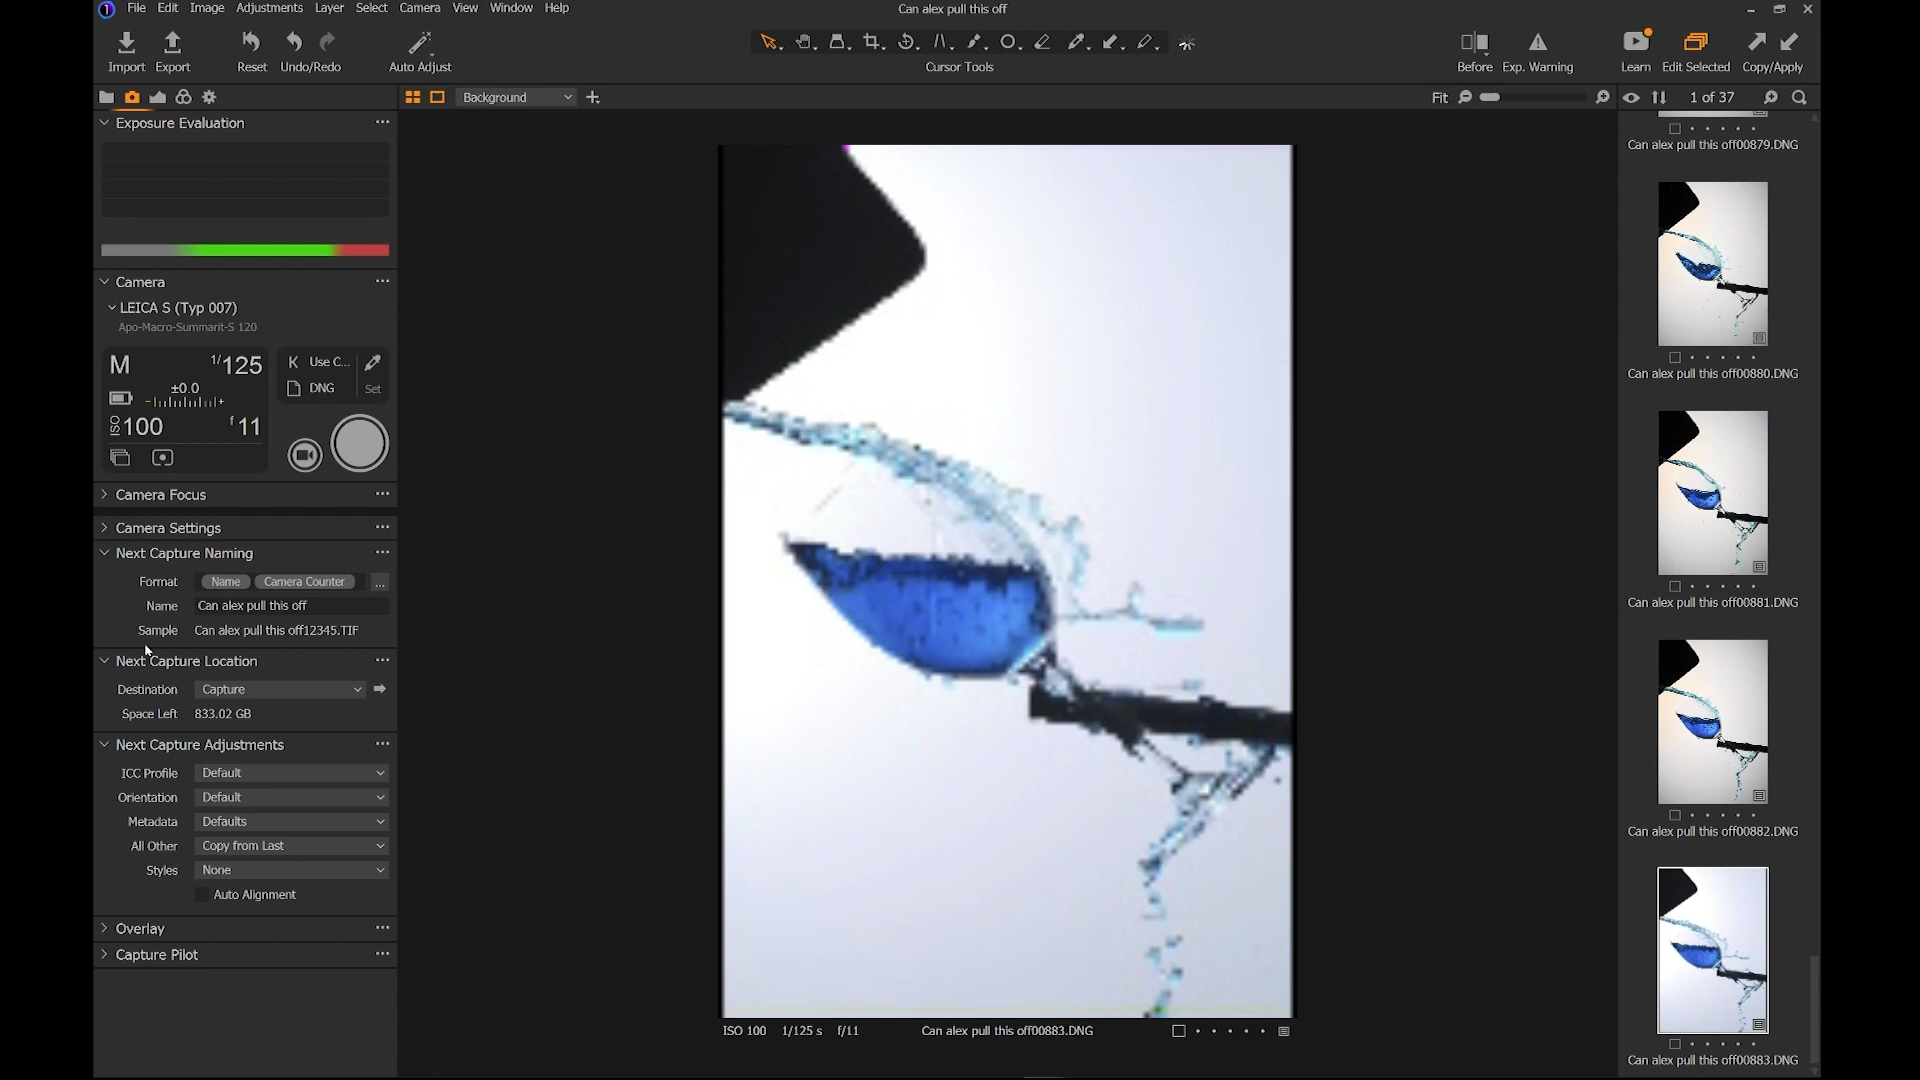 File Edit Image Adjustments Layer Select Camera View Window Help
Can alex pull this off
Import Export Reset Undo/Redo Auto Adjust
Cursor Tools
Before Exp. Warning Learn Edit Selected Copy/Apply
Background
Fit
1 of 37
Exposure Evaluation
Camera
LEICA S (Typ 007)
Apo-Macro-Summarit-S 120
M 1/125
±0.0
ISO 100 f 11
K Use C...
DNG Set
Camera Focus
Camera Settings
Next Capture Naming
Format Name Camera Counter ...
Name Can alex pull this off
Sample Can alex pull this off12345.TIF
Next Capture Location
Destination Capture
Space Left 833.02 GB
Next Capture Adjustments
ICC Profile Default
Orientation Default
Metadata Defaults
All Other Copy from Last
Styles None
Auto Alignment
Overlay
Capture Pilot
ISO 100 1/125 s f/11 Can alex pull this off00883.DNG
Can alex pull this off00879.DNG
Can alex pull this off00880.DNG
Can alex pull this off00881.DNG
Can alex pull this off00882.DNG
Can alex pull this off00883.DNG